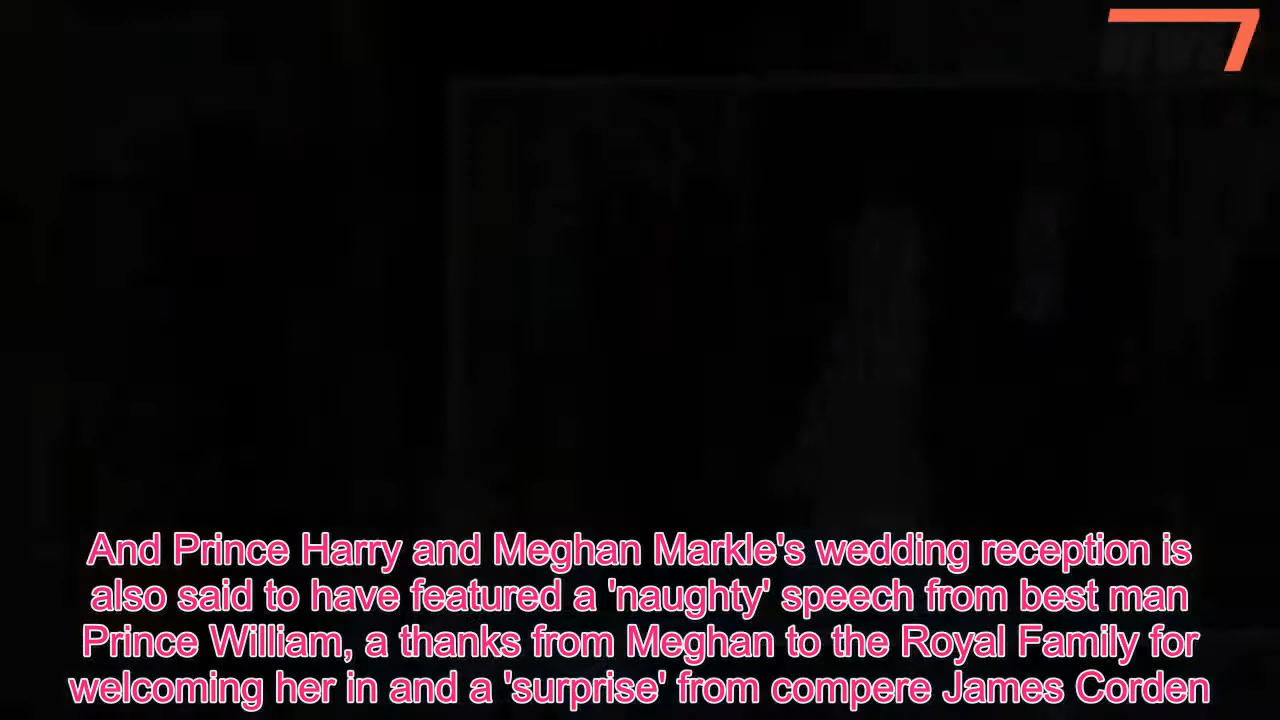 And Prince Harry and Meghan Markle's wedding reception is
also said to have featured a 'naughty' speech from best man
Prince William, a thanks from Meghan to the Royal Family for
welcoming her in and a 'surprise' from compere James Corden